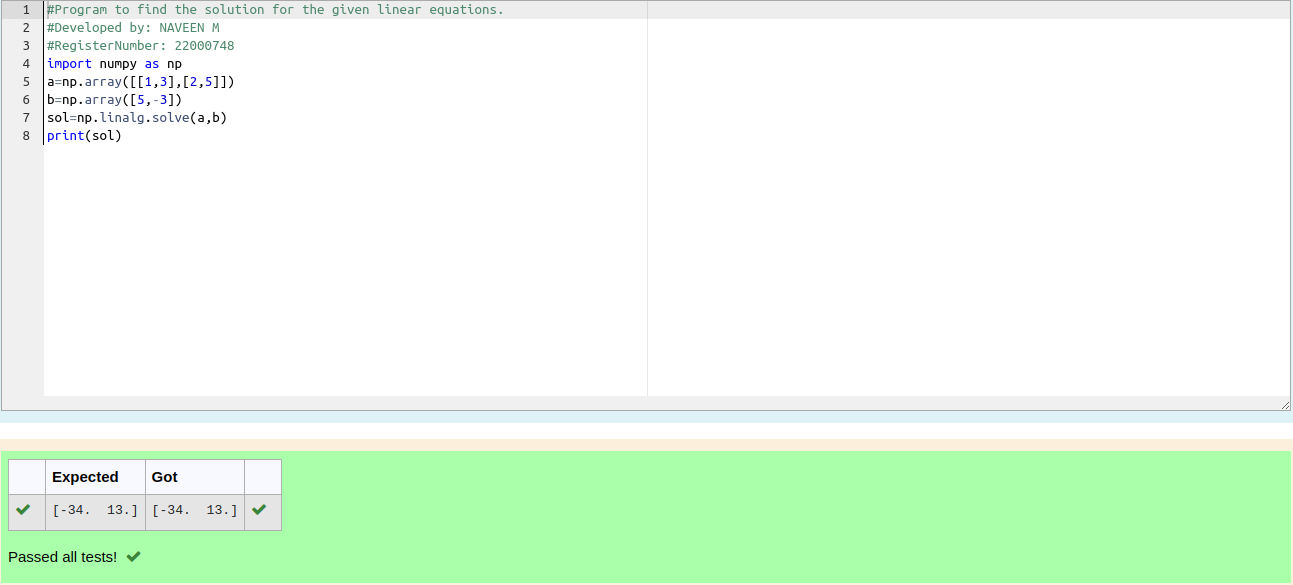 1 #Program to find the solution for the given linear equations.
2 #Developed by: NAVEEN M
3 #RegisterNumber: 22000748
4 import numpy as np
5 a=np.array([[1,3],[2,5]])
6 b=np.array([5,-3])
7 sol=np.linalg.solve(a,b)
8 print(sol)
Expected Got
[-34.  13.] [-34.  13.]
Passed all tests!